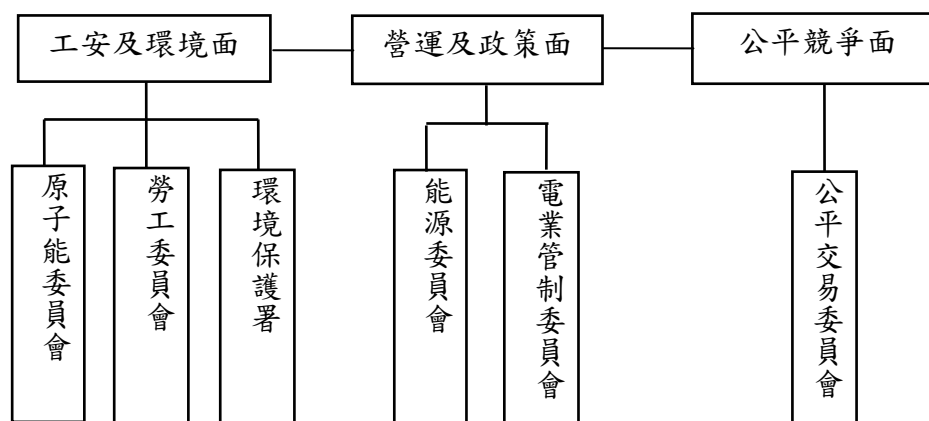 工安及環境面
營運及政策面
公平競爭面
原子能委員會
勞工委員會
環境保護署
能源委員會
電業管制委員會
公平交易委員會